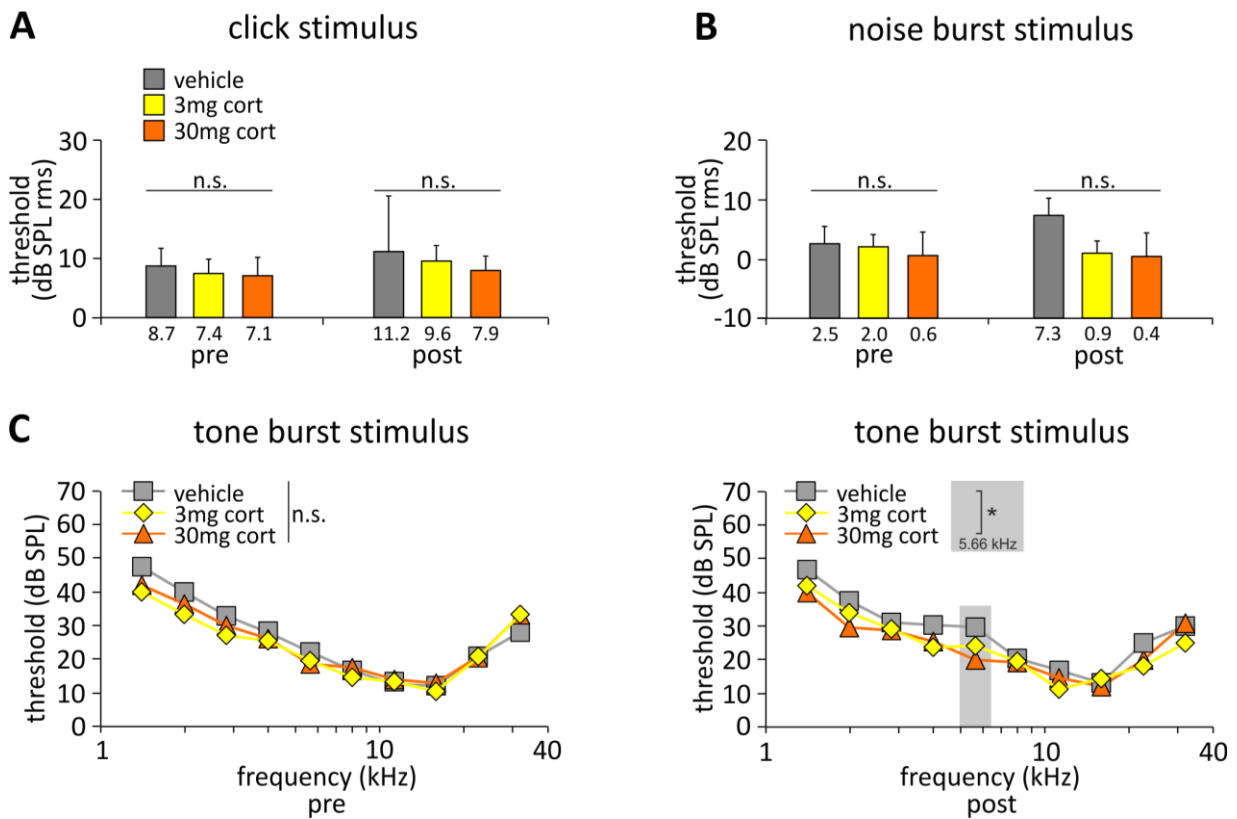 A
click stimulus
vehicle
3mg cort
30mg cort
threshold
(dB SPL rms)
30
20
10
0
n.s.
n.s.
8.7 7.4 7.1
11.2 9.6 7.9
pre
post
B
noise burst stimulus
threshold
(dB SPL rms)
20
10
0
-10
n.s.
n.s.
2.5 2.0 0.6
7.3 0.9 0.4
pre
post
C
tone burst stimulus
vehicle
3mg cort
30mg cort
n.s.
threshold (dB SPL)
70
60
50
40
30
20
10
0
1 10 40
frequency (kHz)
pre
tone burst stimulus
vehicle
3mg cort
30mg cort
*
5.66 kHz
threshold (dB SPL)
70
60
50
40
30
20
10
0
1 10 40
frequency (kHz)
post